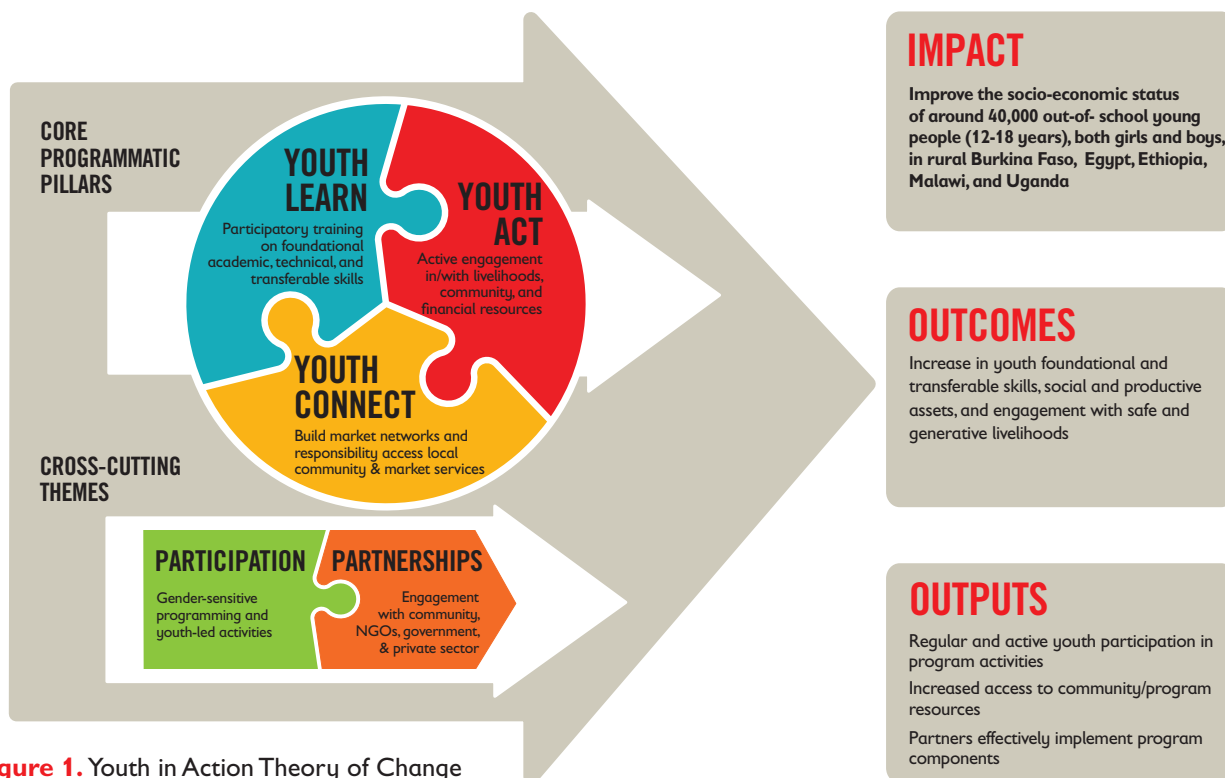 CORE
PROGRAMMATIC
PILLARS
YOUTH
LEARN
Participatory training
on foundational
academic, technical, and
transferable skills
YOUTH
ACT
Active engagement
in/with livelihoods,
community, and
financial resources
YOUTH
CONNECT
Build market networks and
responsibility access local
community & market services
CROSS-CUTTING
THEMES
PARTICIPATION
Gender-sensitive
programming and
youth-led activities
PARTNERSHIPS
Engagement
with community,
NGOs, government,
& private sector
IMPACT
Improve the socio-economic status
of around 40,000 out-of- school young
people (12-18 years), both girls and boys,
in rural Burkina Faso, Egypt, Ethiopia,
Malawi, and Uganda
OUTCOMES
Increase in youth foundational and
transferable skills, social and productive
assets, and engagement with safe and
generative livelihoods
OUTPUTS
Regular and active youth participation in
program activities
Increased access to community/program
resources
Partners effectively implement program
components
gure 1. Youth in Action Theory of Change